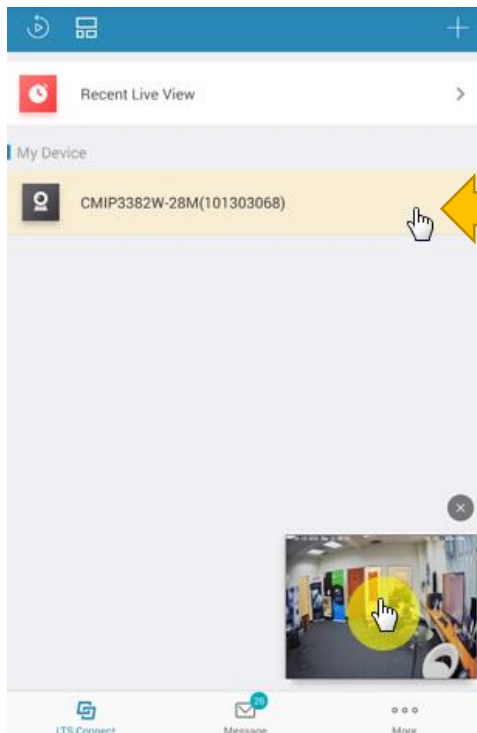 Recent Live View
My Device
CMIP3382W-28M(101303068)
26
LTS Connect
Message
More